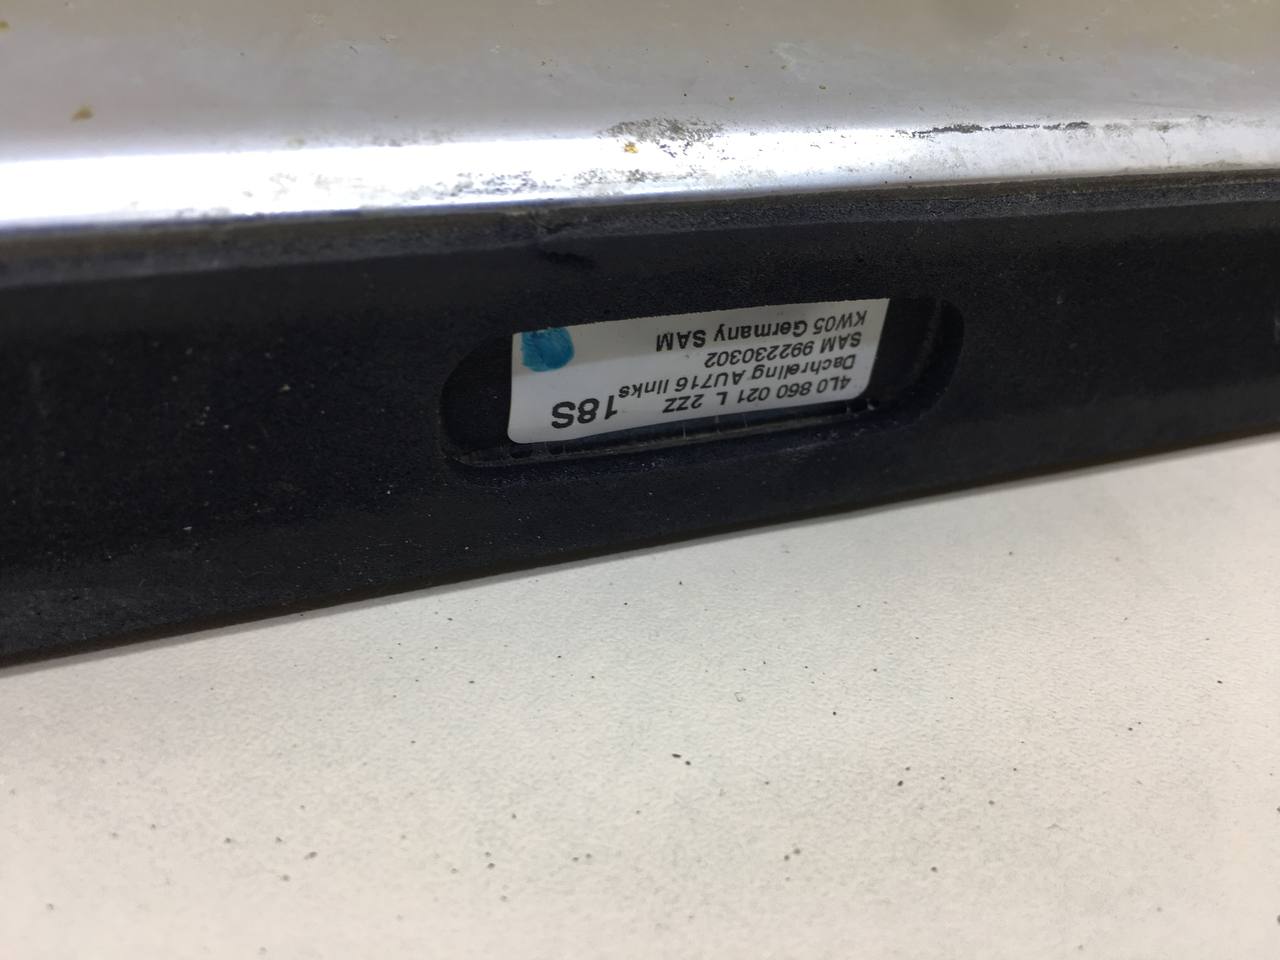 4L0 860 021 L 2ZZ
Dachreling AU716 links
18S
SAM 992230302
KW05 Germany SAM